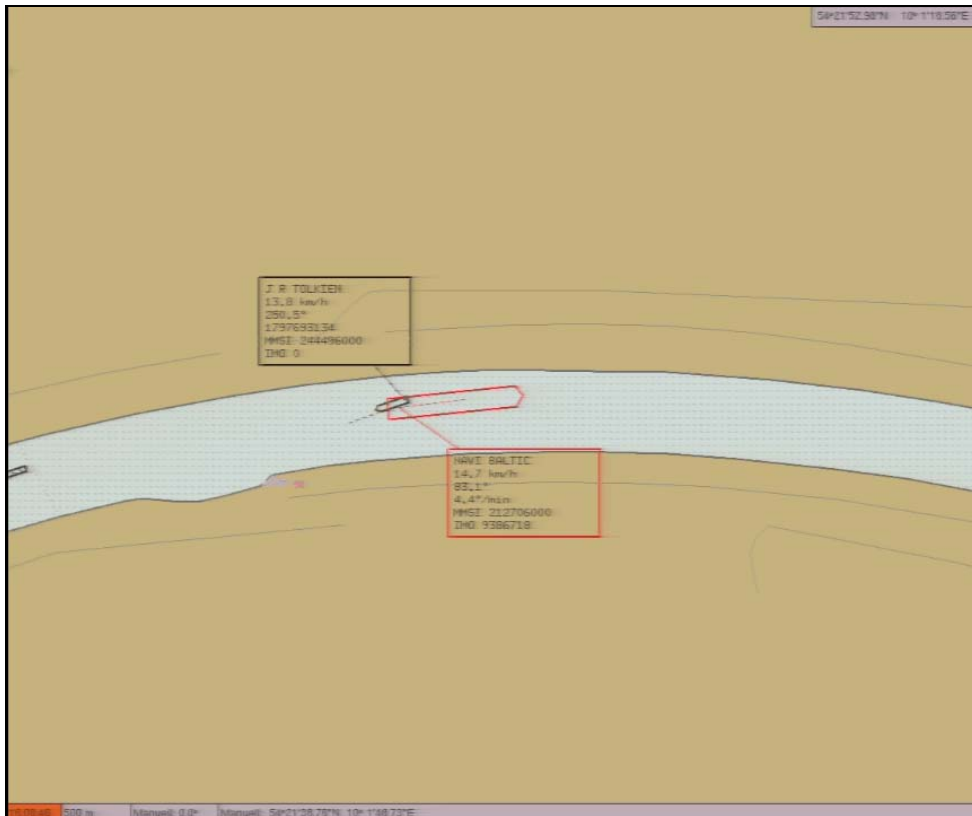 54°21'52.98"N 10°1'18.58"E
J R TOLKIEN
13.8 km/h
250.5°
1797693134
MMSI 244496000
IMO 0
NAVI BALTIC
14.7 km/h
83.1°
4.4°/min
MMSI 212706000
IMO 9386718
500 m Manuell: 0.0° Manuell: 54°21'38.78"N 10°1'48.73"E